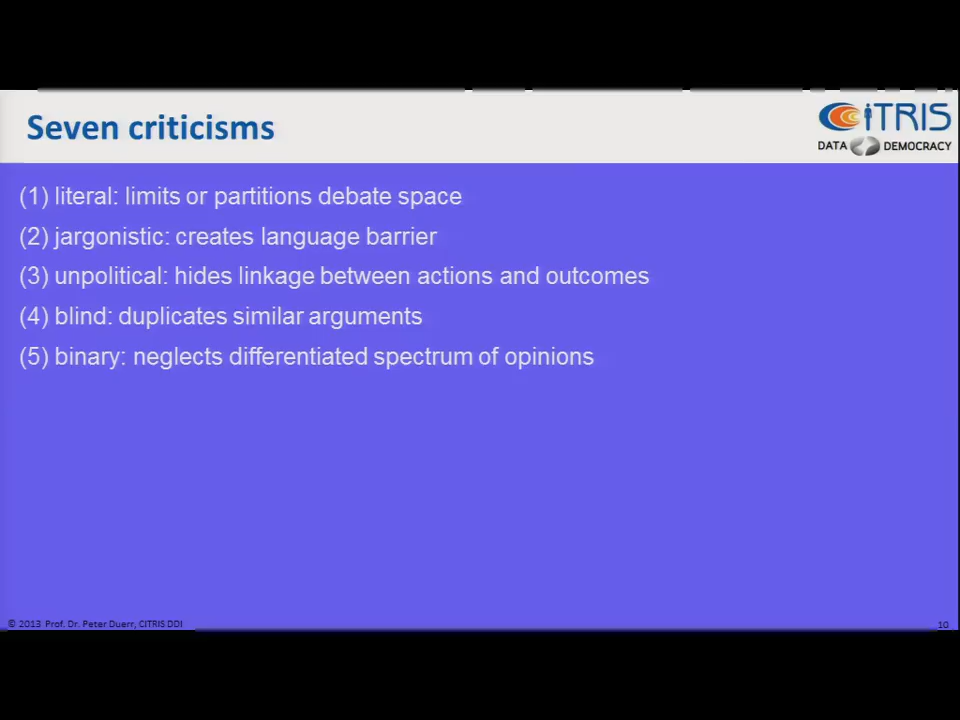 Seven criticisms
CiTRIS
DATA DEMOCRACY
(1) literal: limits or partitions debate space
(2) jargonistic: creates language barrier
(3) unpolitical: hides linkage between actions and outcomes
(4) blind: duplicates similar arguments
(5) binary: neglects differentiated spectrum of opinions
© 2013 Prof. Dr. Peter Duerr, CITRIS DDI
10